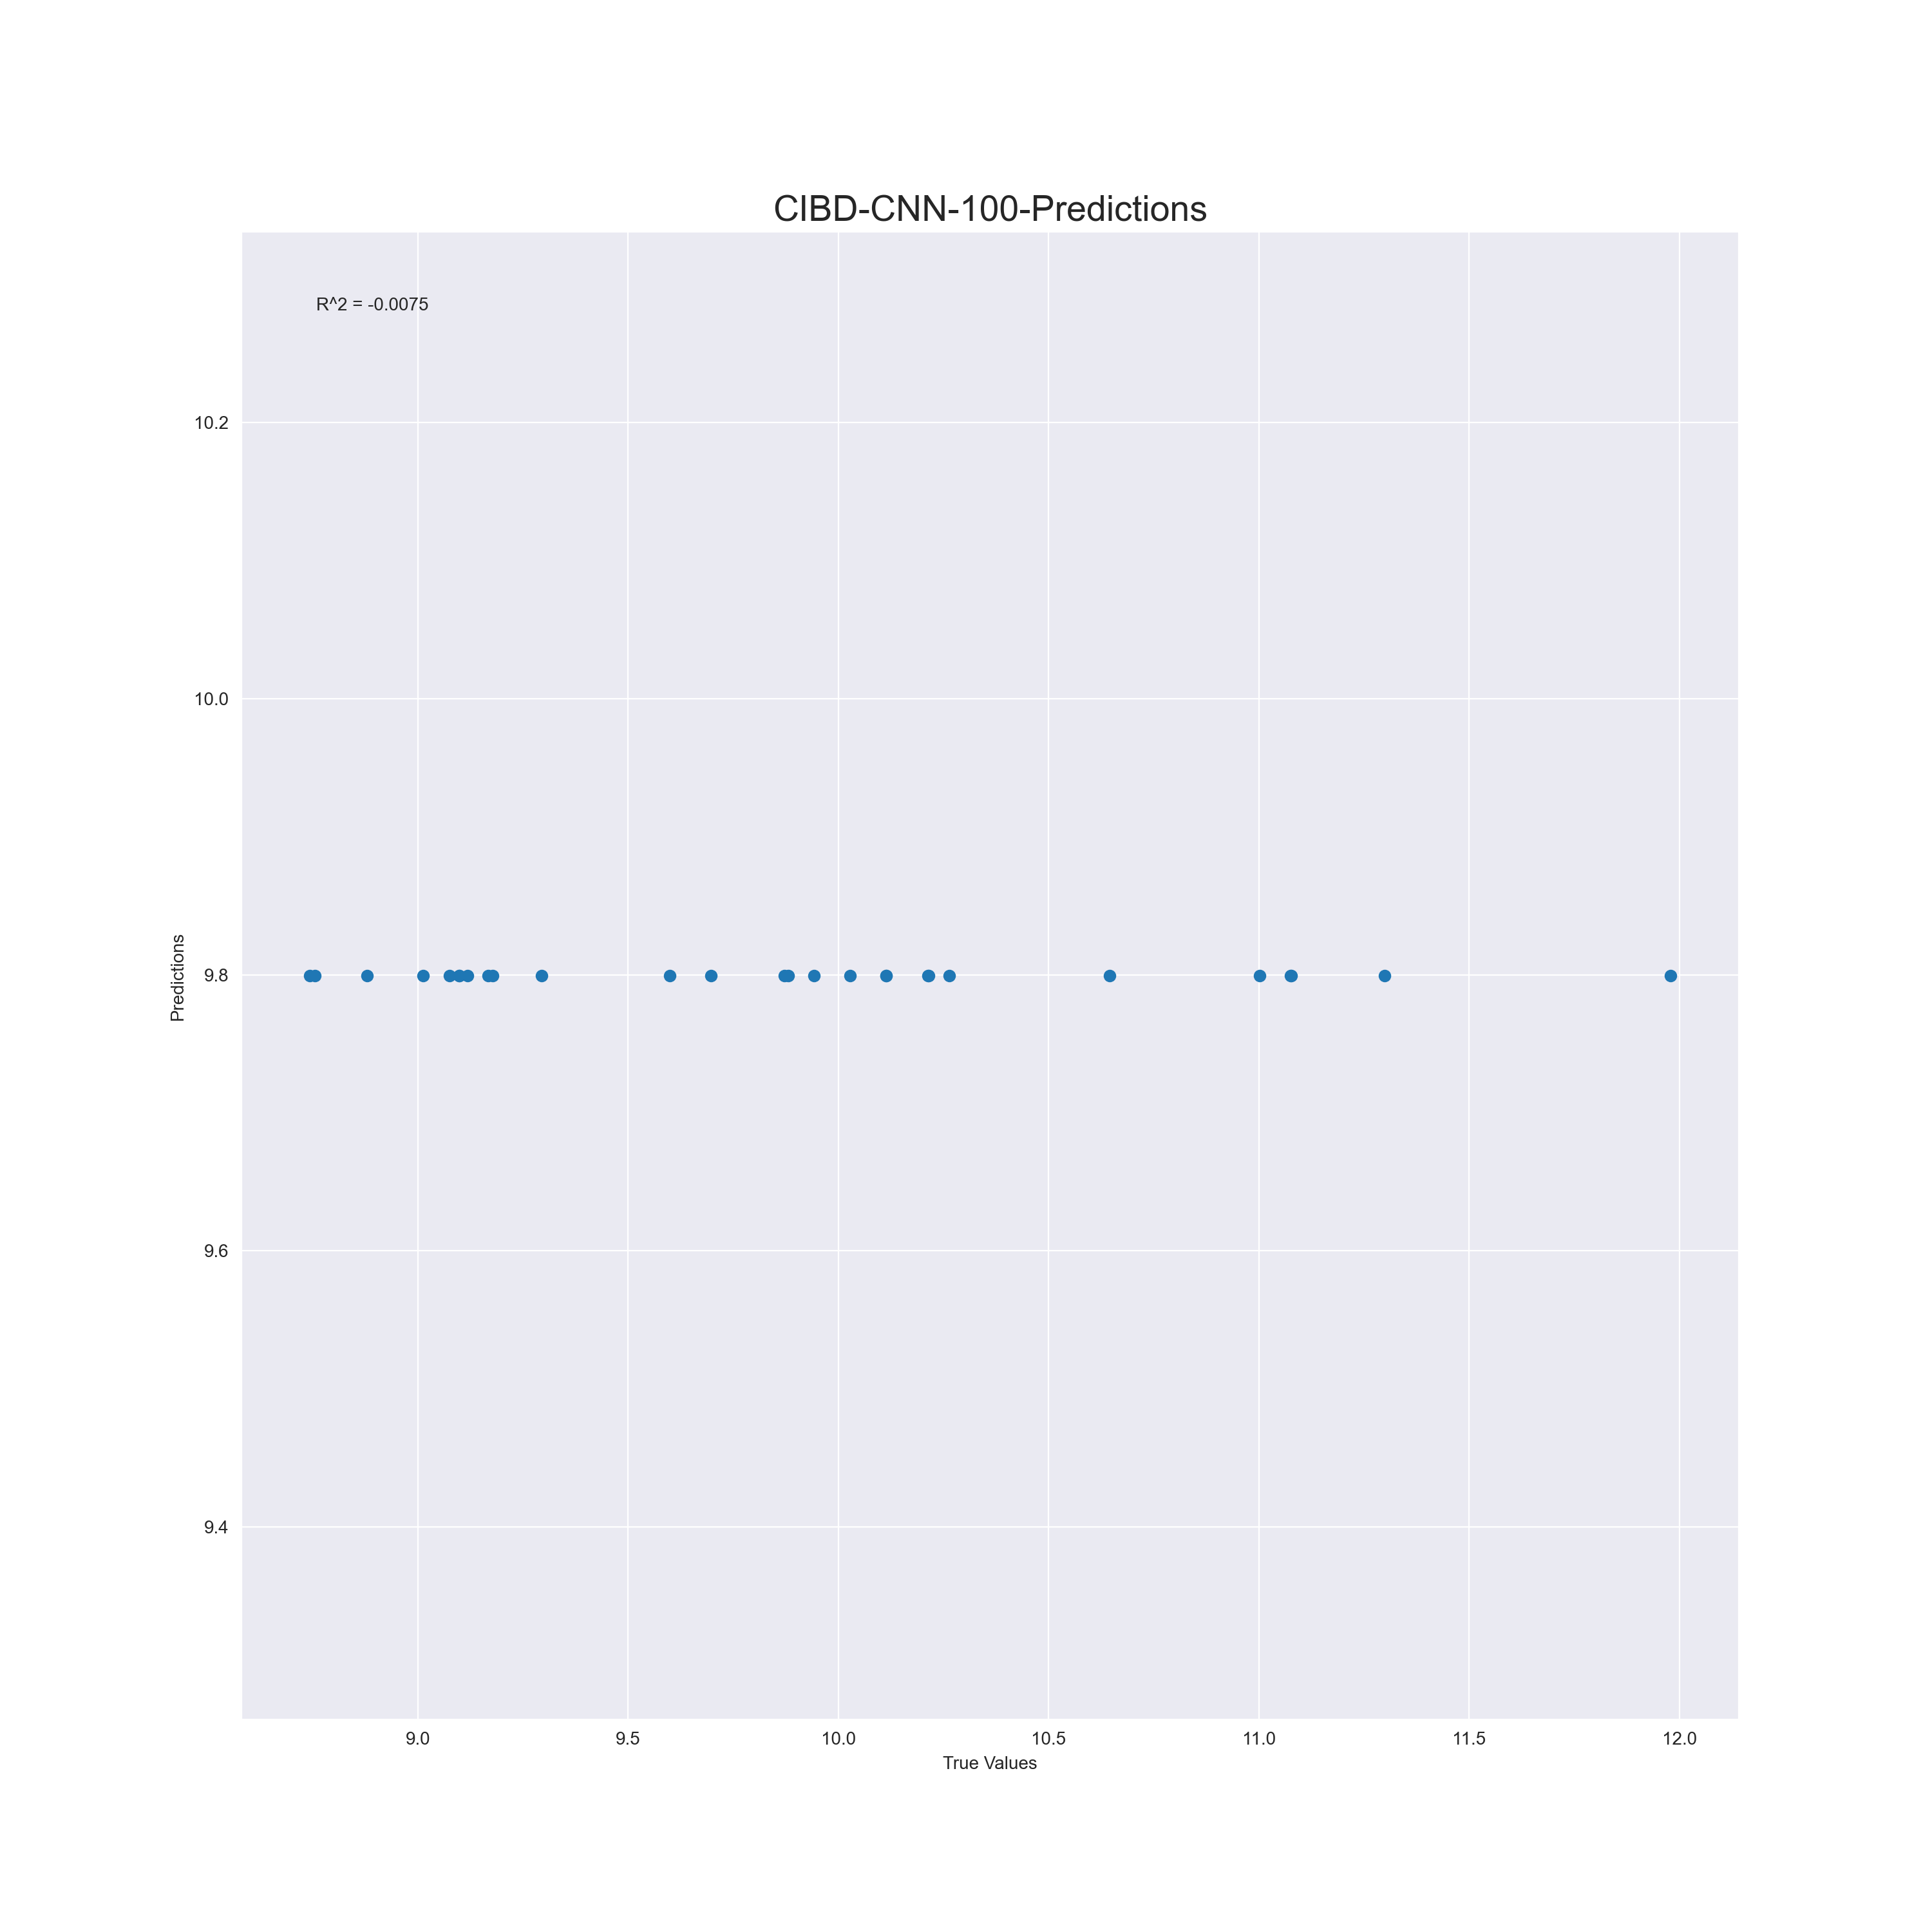 CIBD-CNN-100-Predictions
R^2 = -0.0075
10.2
10.0
9.8
9.6
9.4
Predictions
9.0 9.5 10.0 10.5 11.0 11.5 12.0
True Values